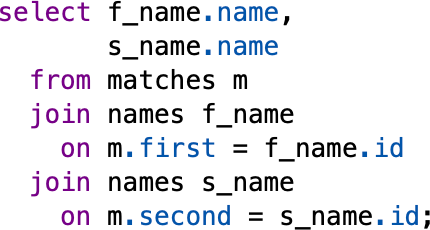 select f_name.name,
       s_name.name
  from matches m
  join names f_name
    on m.first = f_name.id
  join names s_name
    on m.second = s_name.id;